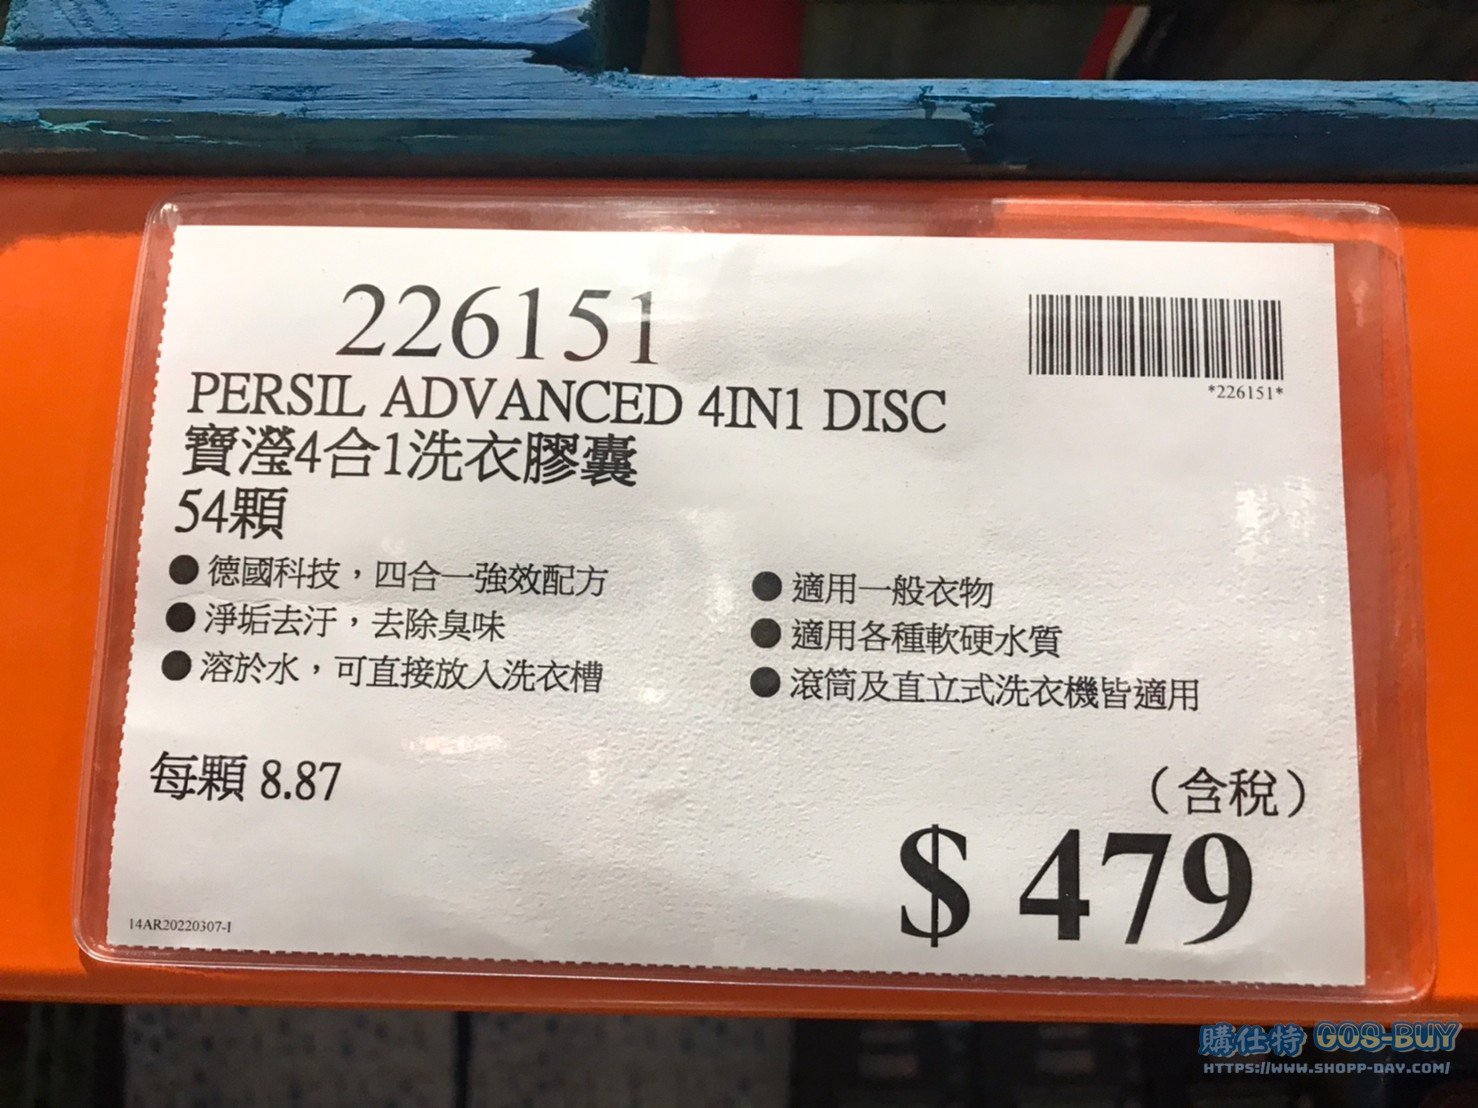 226151
*226151*
PERSIL ADVANCED 4IN1 DISC
寶瀅4合1洗衣膠囊
54顆
● 德國科技，四合一強效配方
● 淨垢去汙，去除臭味
● 溶於水，可直接放入洗衣槽
● 適用一般衣物
● 適用各種軟硬水質
● 滾筒及直立式洗衣機皆適用
每顆 8.87
（含稅）
$ 479
14AR20220307-1
購仕特 GOS-BUY
HTTPS://WWW.SHOPP-DAY.COM/